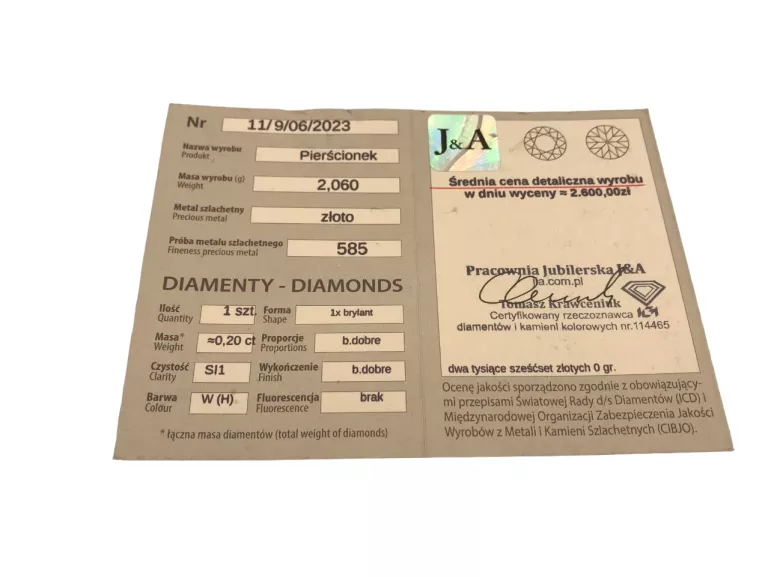 Nr 11/9/06/2023
Nazwa wyrobu
Produkt
Pierścionek
Masa wyrobu (g)
Weight
2,060
Metal szlachetny
Precious metal
złoto
Próba metalu szlachetnego
Fineness precious metal
585
DIAMENTY - DIAMONDS
Ilość
Quantity
1 szt.
Forma
Shape
1x brylant
Masa*
Weight
≈0,20 ct
Proporcje
Proportions
b.dobre
Czystość
Clarity
SI1
Wykończenie
Finish
b.dobre
Barwa
Colour
W (H)
Fluorescencja
Fluorescence
brak
* łączna masa diamentów (total weight of diamonds)
J&A
Średnia cena detaliczna wyrobu
w dniu wyceny = 2.600,00zł
Pracownia Jubilerska J&A
ja.com.pl
Tomasz Krawceniuk
Certyfikowany rzeczoznawca
diamentów i kamieni kolorowych nr.114465
dwa tysiące sześćset złotych 0 gr.
Ocenę jakości sporządzono zgodnie z obowiązujący-
mi przepisami Światowej Rady d/s Diamentów (ICD) i
Międzynarodowej Organizacji Zabezpieczenia Jakości
Wyrobów z Metali i Kamieni Szlachetnych (CIBJO).